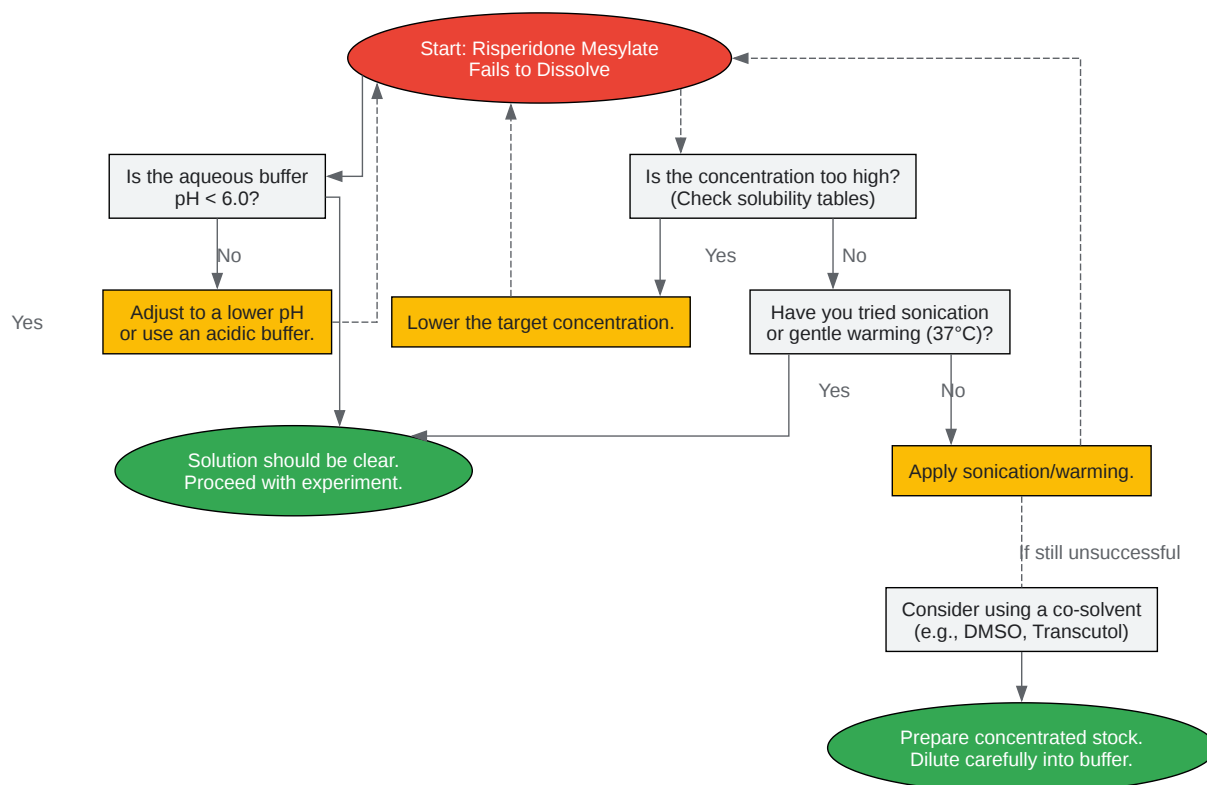 Start: Risperidone Mesylate
Fails to Dissolve
Is the aqueous buffer
pH < 6.0?
Is the concentration too high?
(Check solubility tables)
No
Yes
No
Yes
Adjust to a lower pH
or use an acidic buffer.
Lower the target concentration.
Have you tried sonication
or gentle warming (37°C)?
Yes
No
Solution should be clear.
Proceed with experiment.
Apply sonication/warming.
If still unsuccessful
Consider using a co-solvent
(e.g., DMSO, Transcutol)
Prepare concentrated stock.
Dilute carefully into buffer.